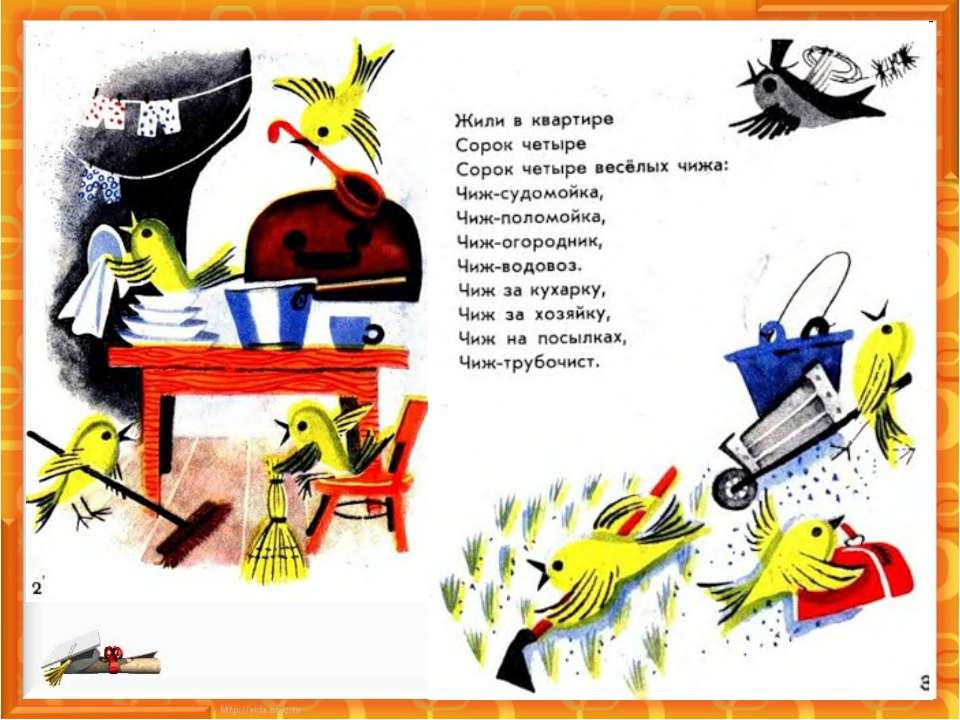 Жили в квартире
Сорок четыре
Сорок четыре весёлых чижа:
Чиж-судомойка,
Чиж-поломойка,
Чиж-огородник,
Чиж-водовоз.
Чиж за кухарку,
Чиж за хозяйку,
Чиж на посылках,
Чиж-трубочист.
2
3